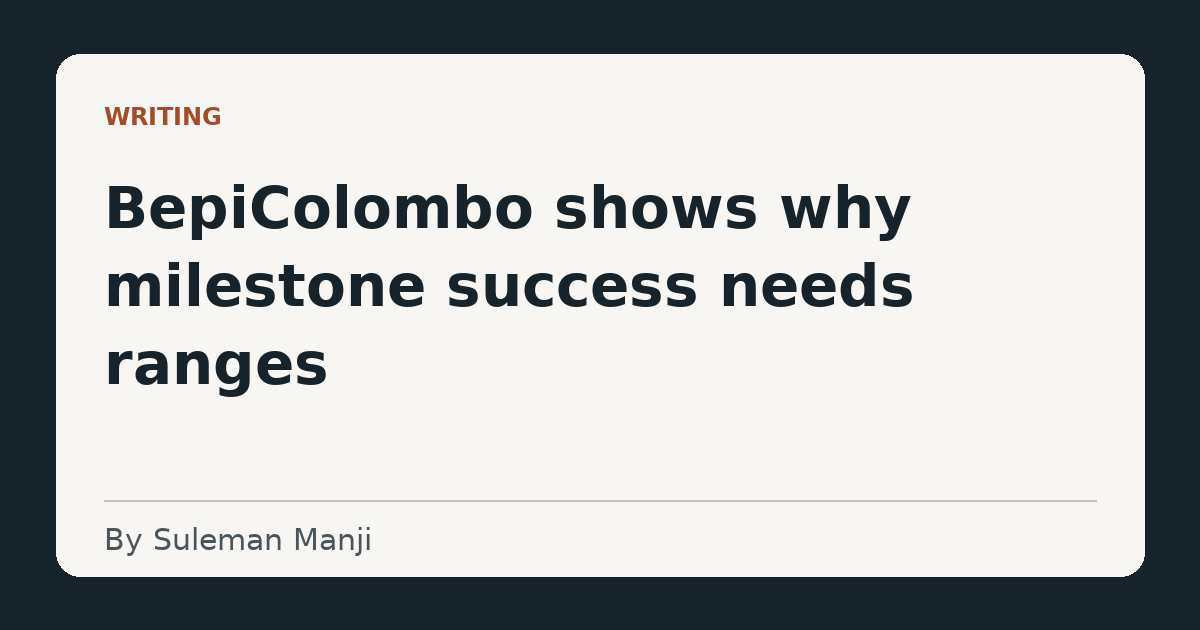 WRITING
BepiColombo shows why
milestone success needs
ranges
By Suleman Manji